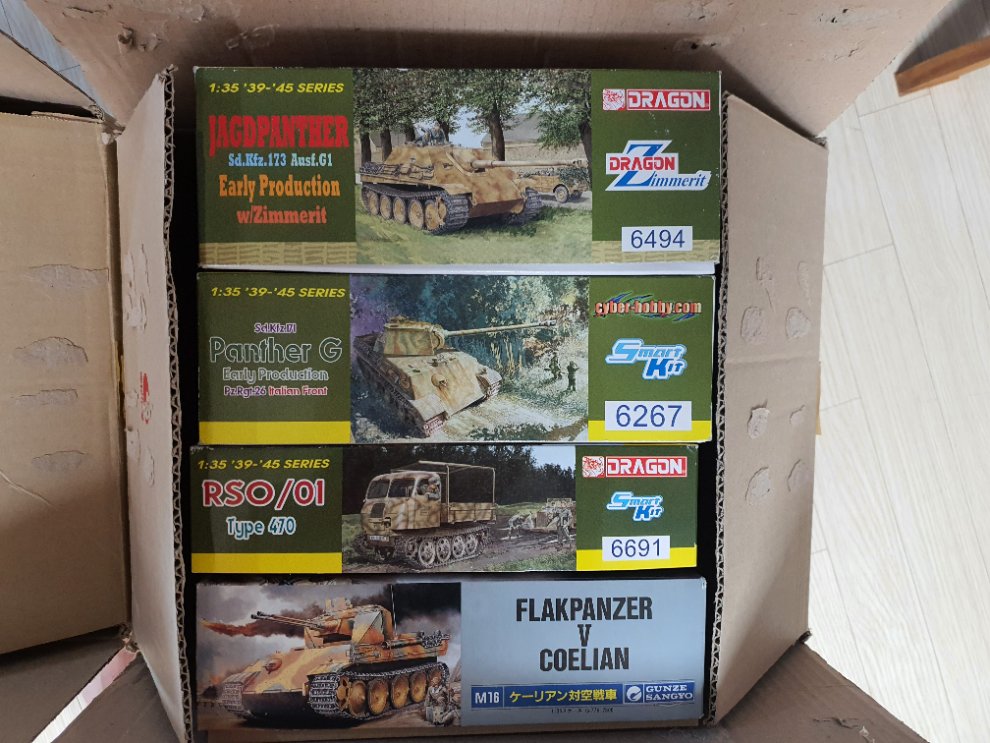 1:35 '39-'45 SERIES
JAGDPANTHER
Sd.Kfz.173 Ausf.G1
Early Production
w/Zimmerit
DRAGON
DRAGON
Zimmerit
6494
1:35 '39-'45 SERIES
Sd.Kfz.171
Panther G
Early Production
Pz.Rgt.26 Italian Front
cyber-hobby.com
Smart
Kit
6267
1:35 '39-'45 SERIES
RSO/01
Type 470
DRAGON
Smart
Kit
6691
FLAKPANZER
V
COELIAN
M16 ケーリアン対空戦車
GUNZE
SANGYO